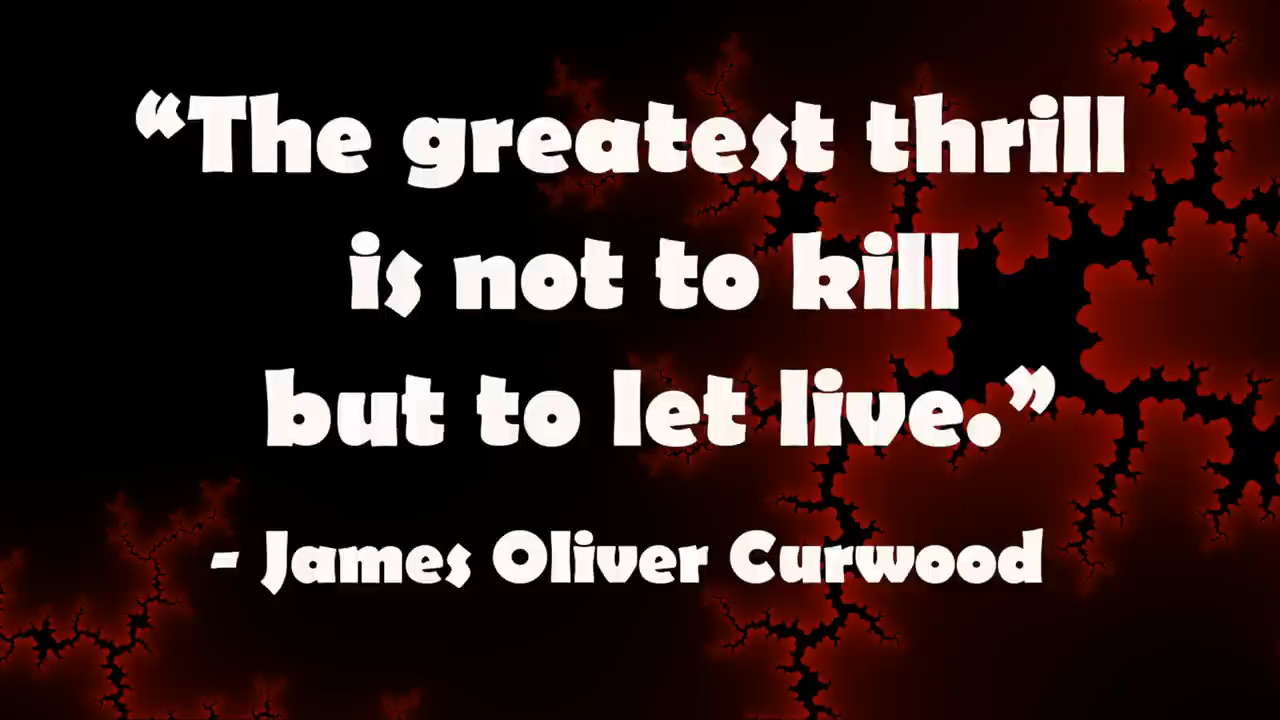 “The greatest thrill
is not to kill
but to let live.”
- James Oliver Curwood